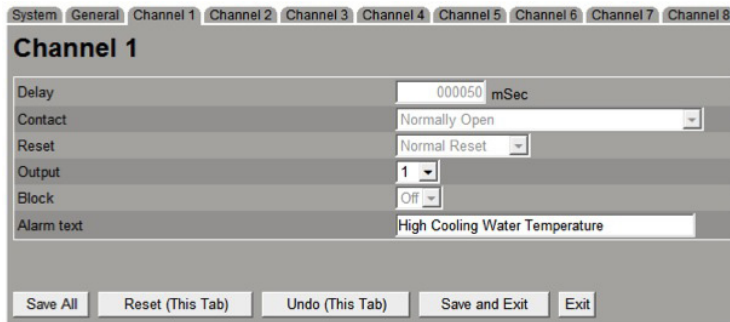 System General Channel 1 Channel 2 Channel 3 Channel 4 Channel 5 Channel 6 Channel 7 Channel 8
Channel 1
Delay 000050 mSec
Contact Normally Open
Reset Normal Reset
Output 1
Block Off
Alarm text High Cooling Water Temperature
Save All Reset (This Tab) Undo (This Tab) Save and Exit Exit